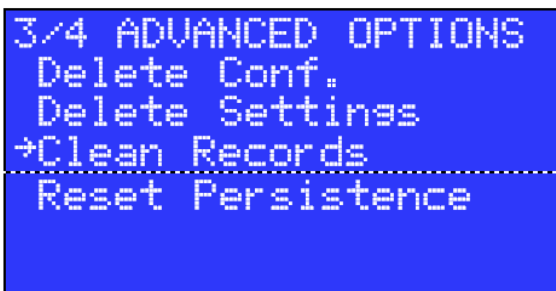 3/4 ADVANCED OPTIONS
Delete Conf.
Delete Settings
→Clean Records
Reset Persistence